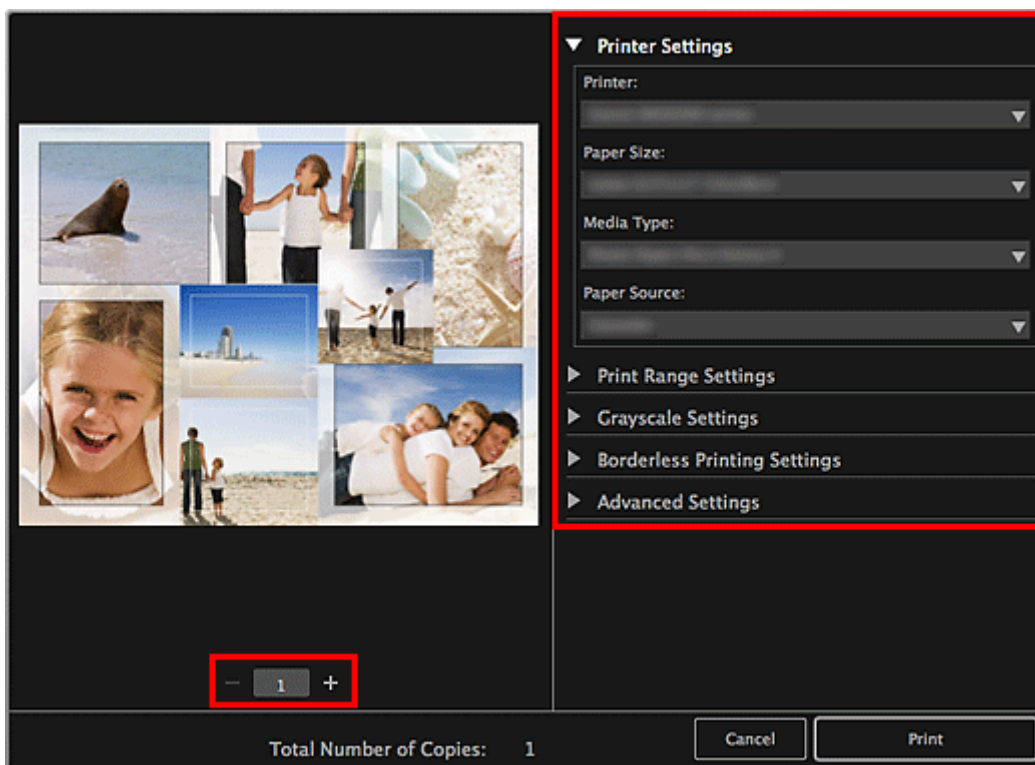 Printer Settings
Printer:
Paper Size:
Media Type:
Paper Source:
Print Range Settings
Grayscale Settings
Borderless Printing Settings
Advanced Settings
− 1 +
Total Number of Copies: 1
Cancel
Print